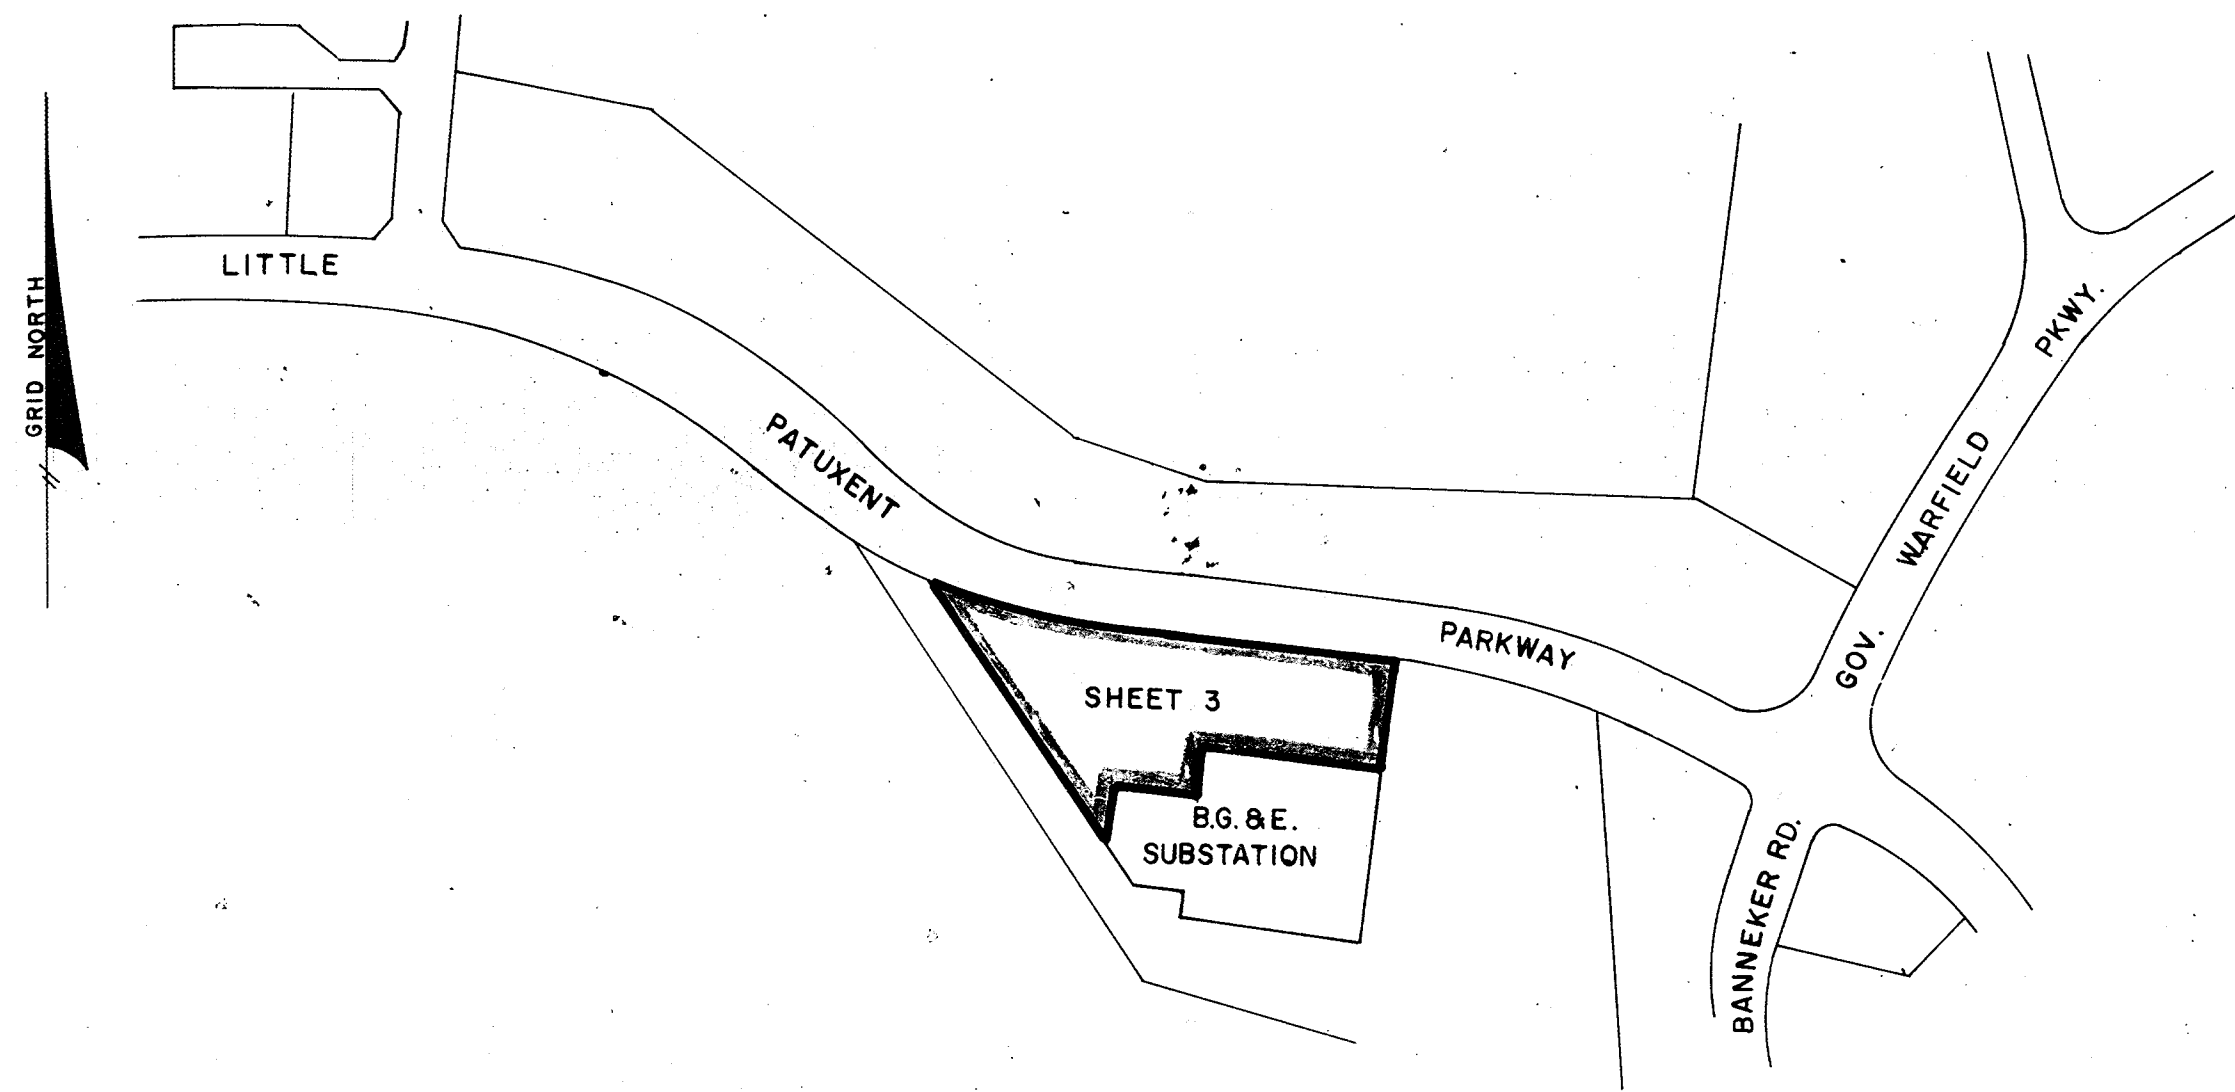 GRID NORTH
LITTLE
PATUXENT
PARKWAY
GOV. WARFIELD PKWY.
SHEET 3
B.G. & E.
SUBSTATION
BANNEKER RD.